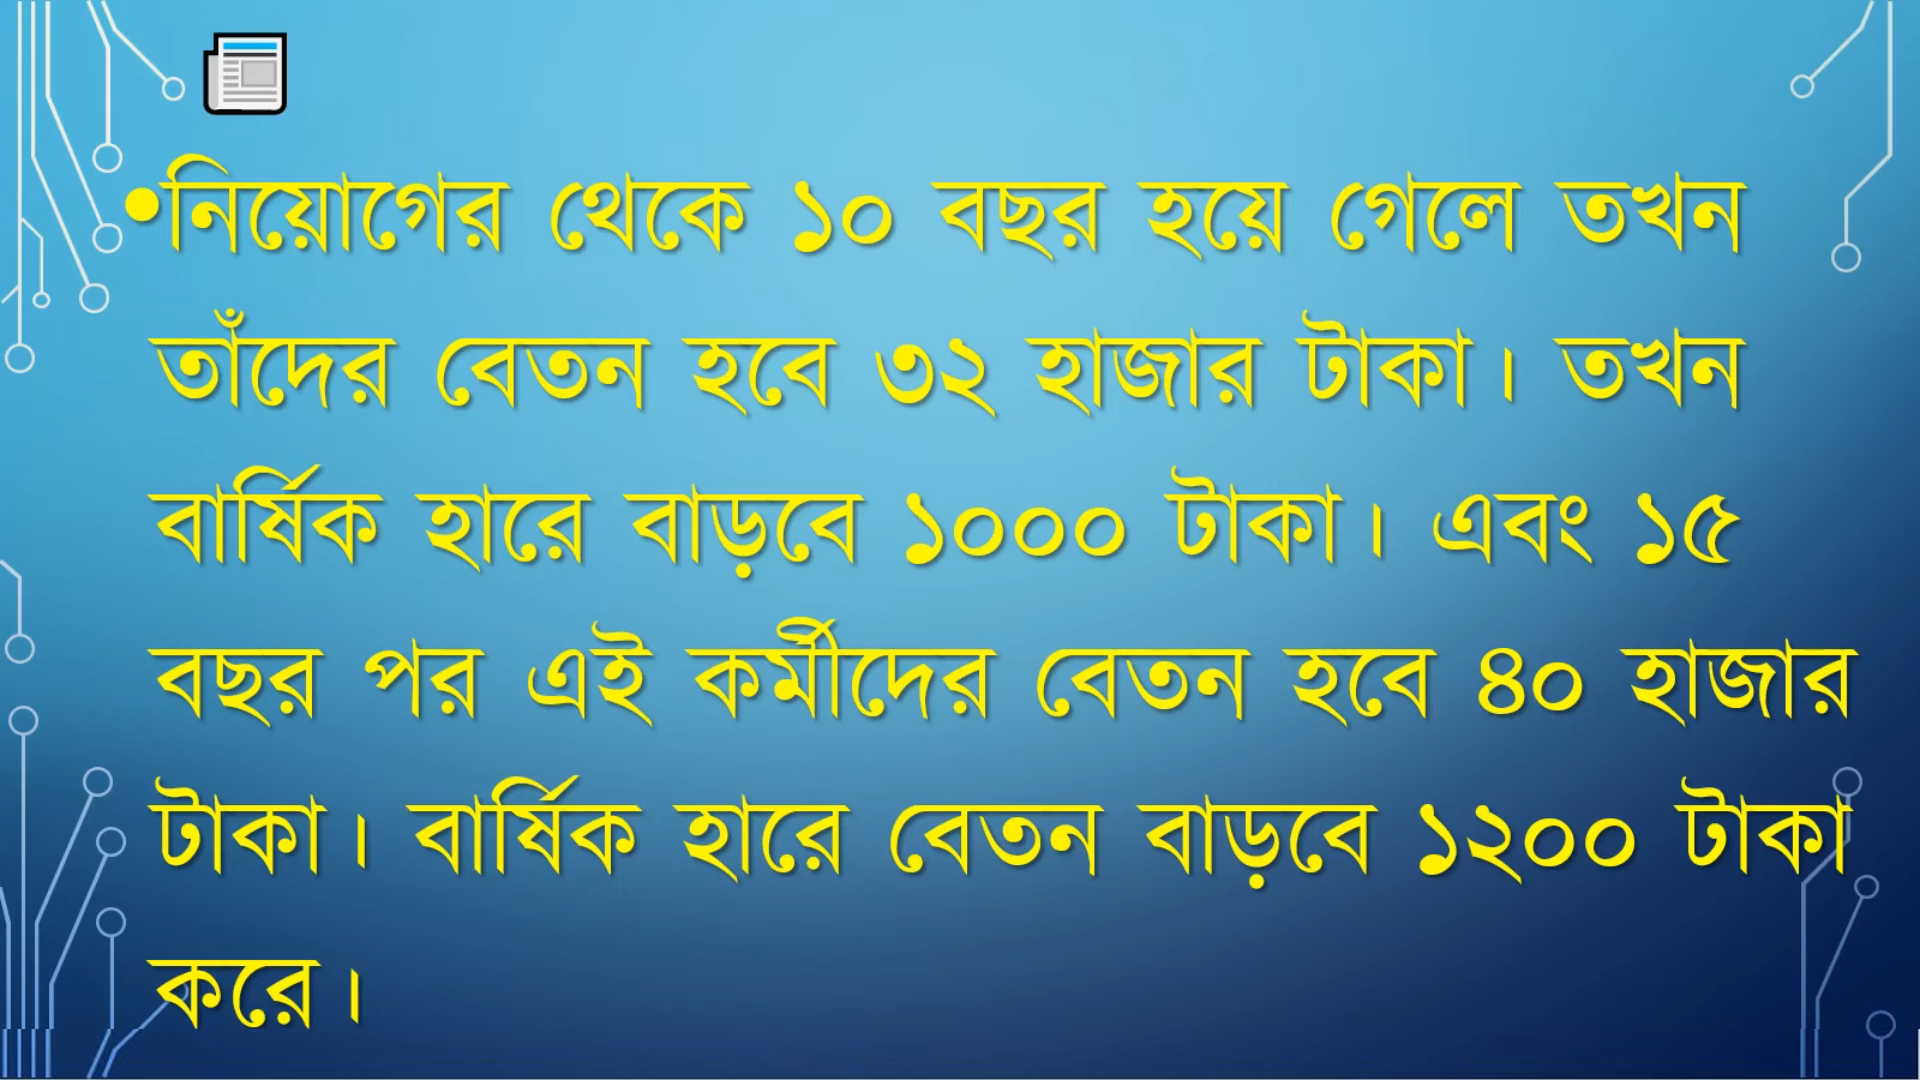 •নিয়োগের থেকে ১০ বছর হয়ে গেলে তখন
তাঁদের বেতন হবে ৩২ হাজার টাকা। তখন
বার্ষিক হারে বাড়বে ১০০০ টাকা। এবং ১৫
বছর পর এই কর্মীদের বেতন হবে ৪০ হাজার
টাকা। বার্ষিক হারে বেতন বাড়বে ১২০০ টাকা
করে।